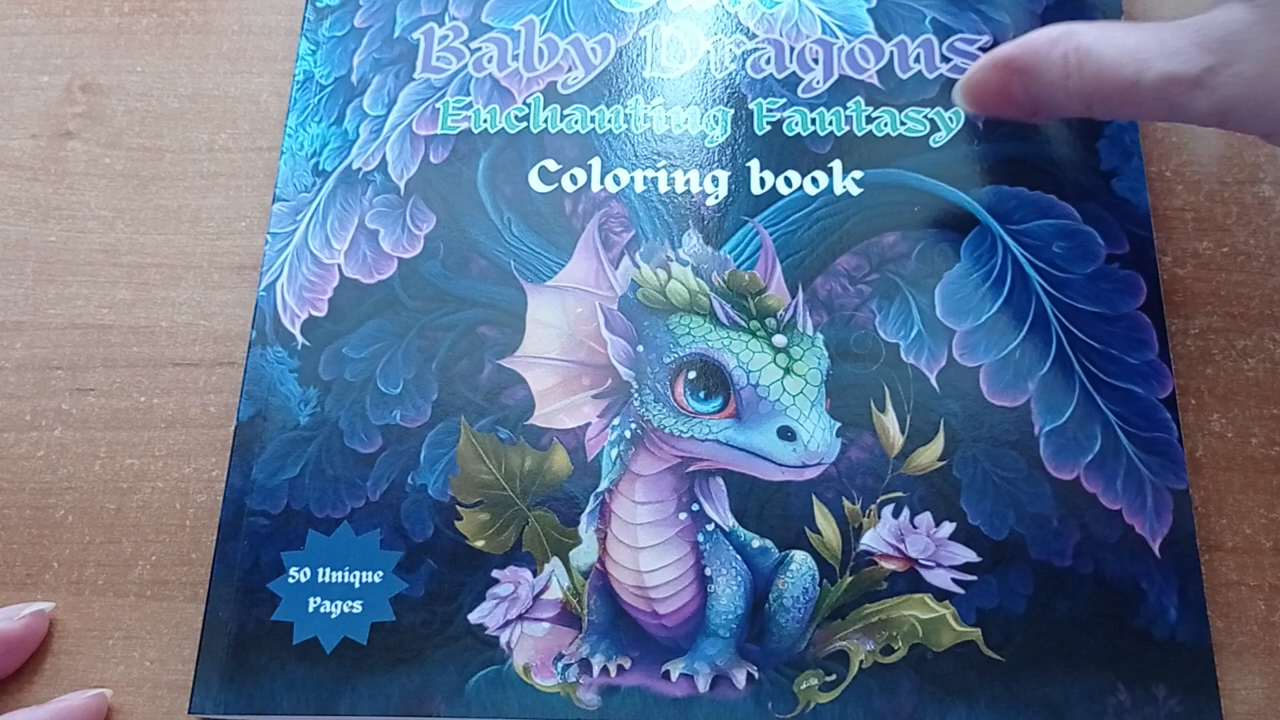 Baby Dragons
Enchanting Fantasy
Coloring book
50 Unique
Pages